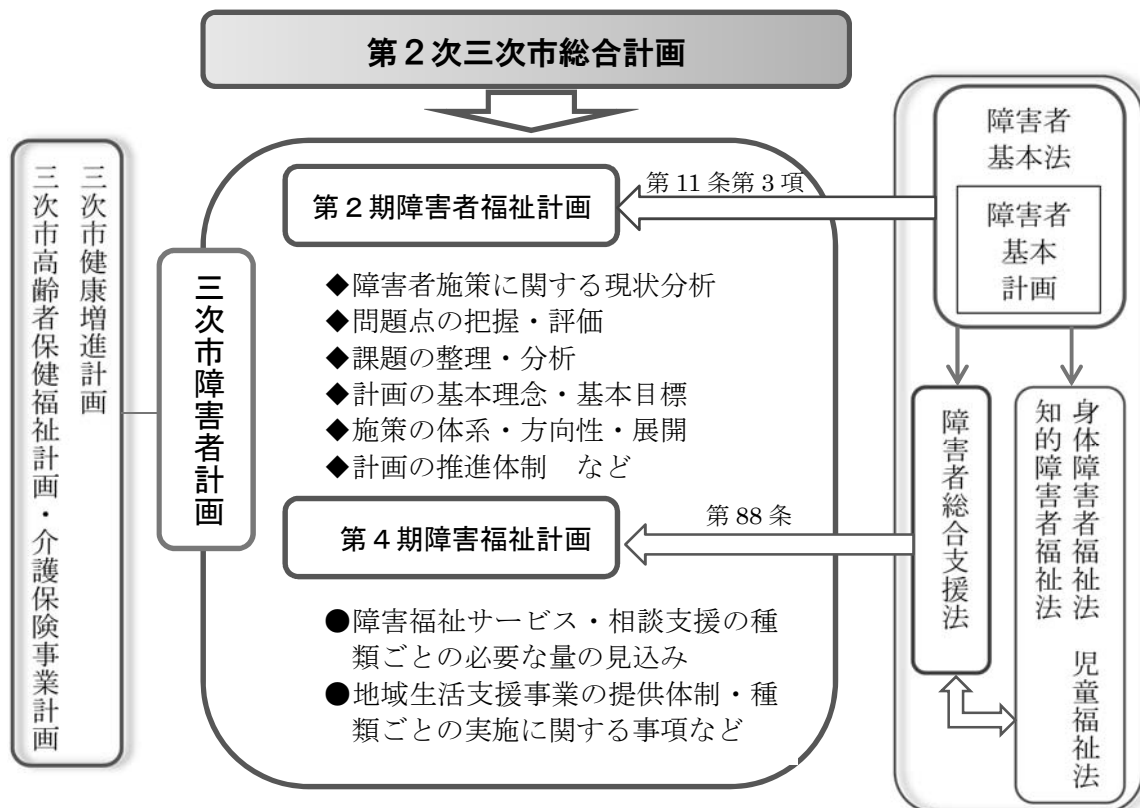 第２次三次市総合計画
三次市健康増進計画
三次市高齢者保健福祉計画・介護保険事業計画
三次市障害者計画
第２期障害者福祉計画
◆障害者施策に関する現状分析
◆問題点の把握・評価
◆課題の整理・分析
◆計画の基本理念・基本目標
◆施策の体系・方向性・展開
◆計画の推進体制　など
第４期障害福祉計画
●障害福祉サービス・相談支援の種
類ごとの必要な量の見込み
●地域生活支援事業の提供体制・種
類ごとの実施に関する事項など
第 11 条第 3 項
第 88 条
障害者
基本法
障害者
基本
計画
障害者総合支援法
身体障害者福祉法　児童福祉法
知的障害者福祉法